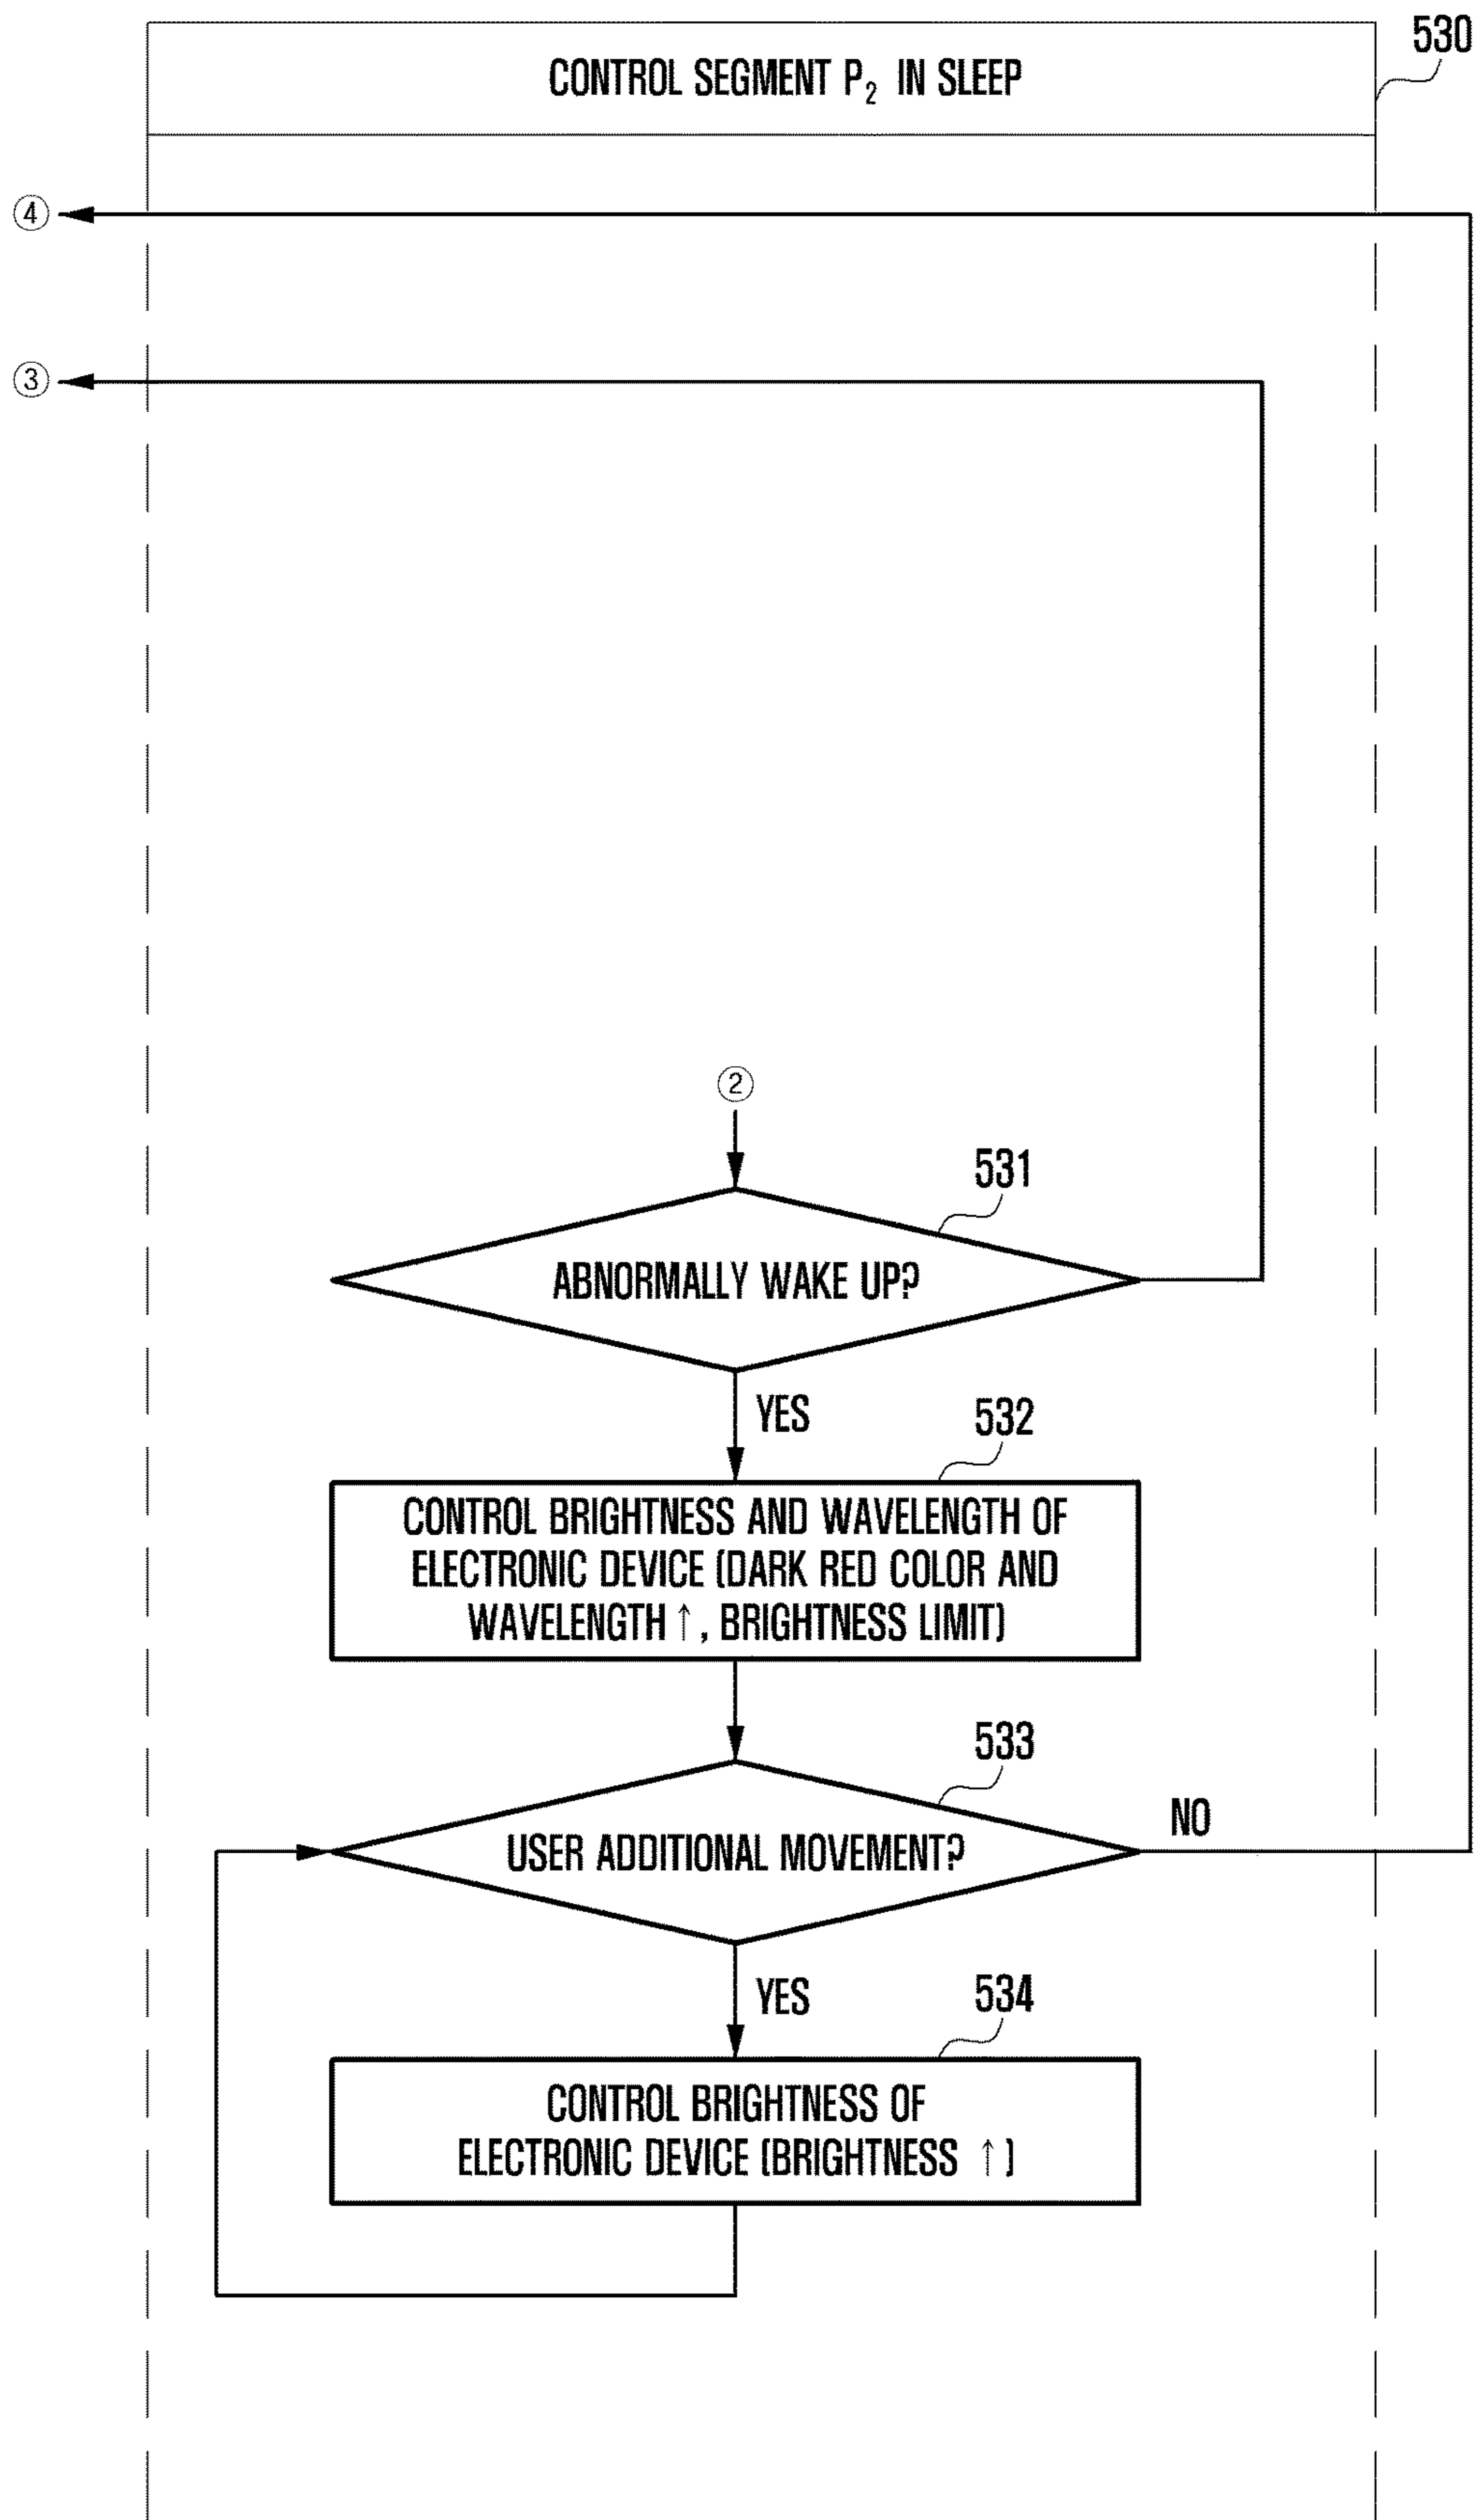 530
CONTROL SEGMENT P₂ IN SLEEP
④
③
②
531
ABNORMALLY WAKE UP?
YES
532
CONTROL BRIGHTNESS AND WAVELENGTH OF
ELECTRONIC DEVICE (DARK RED COLOR AND
WAVELENGTH ↑, BRIGHTNESS LIMIT)
533
USER ADDITIONAL MOVEMENT?
NO
YES
534
CONTROL BRIGHTNESS OF
ELECTRONIC DEVICE (BRIGHTNESS ↑)